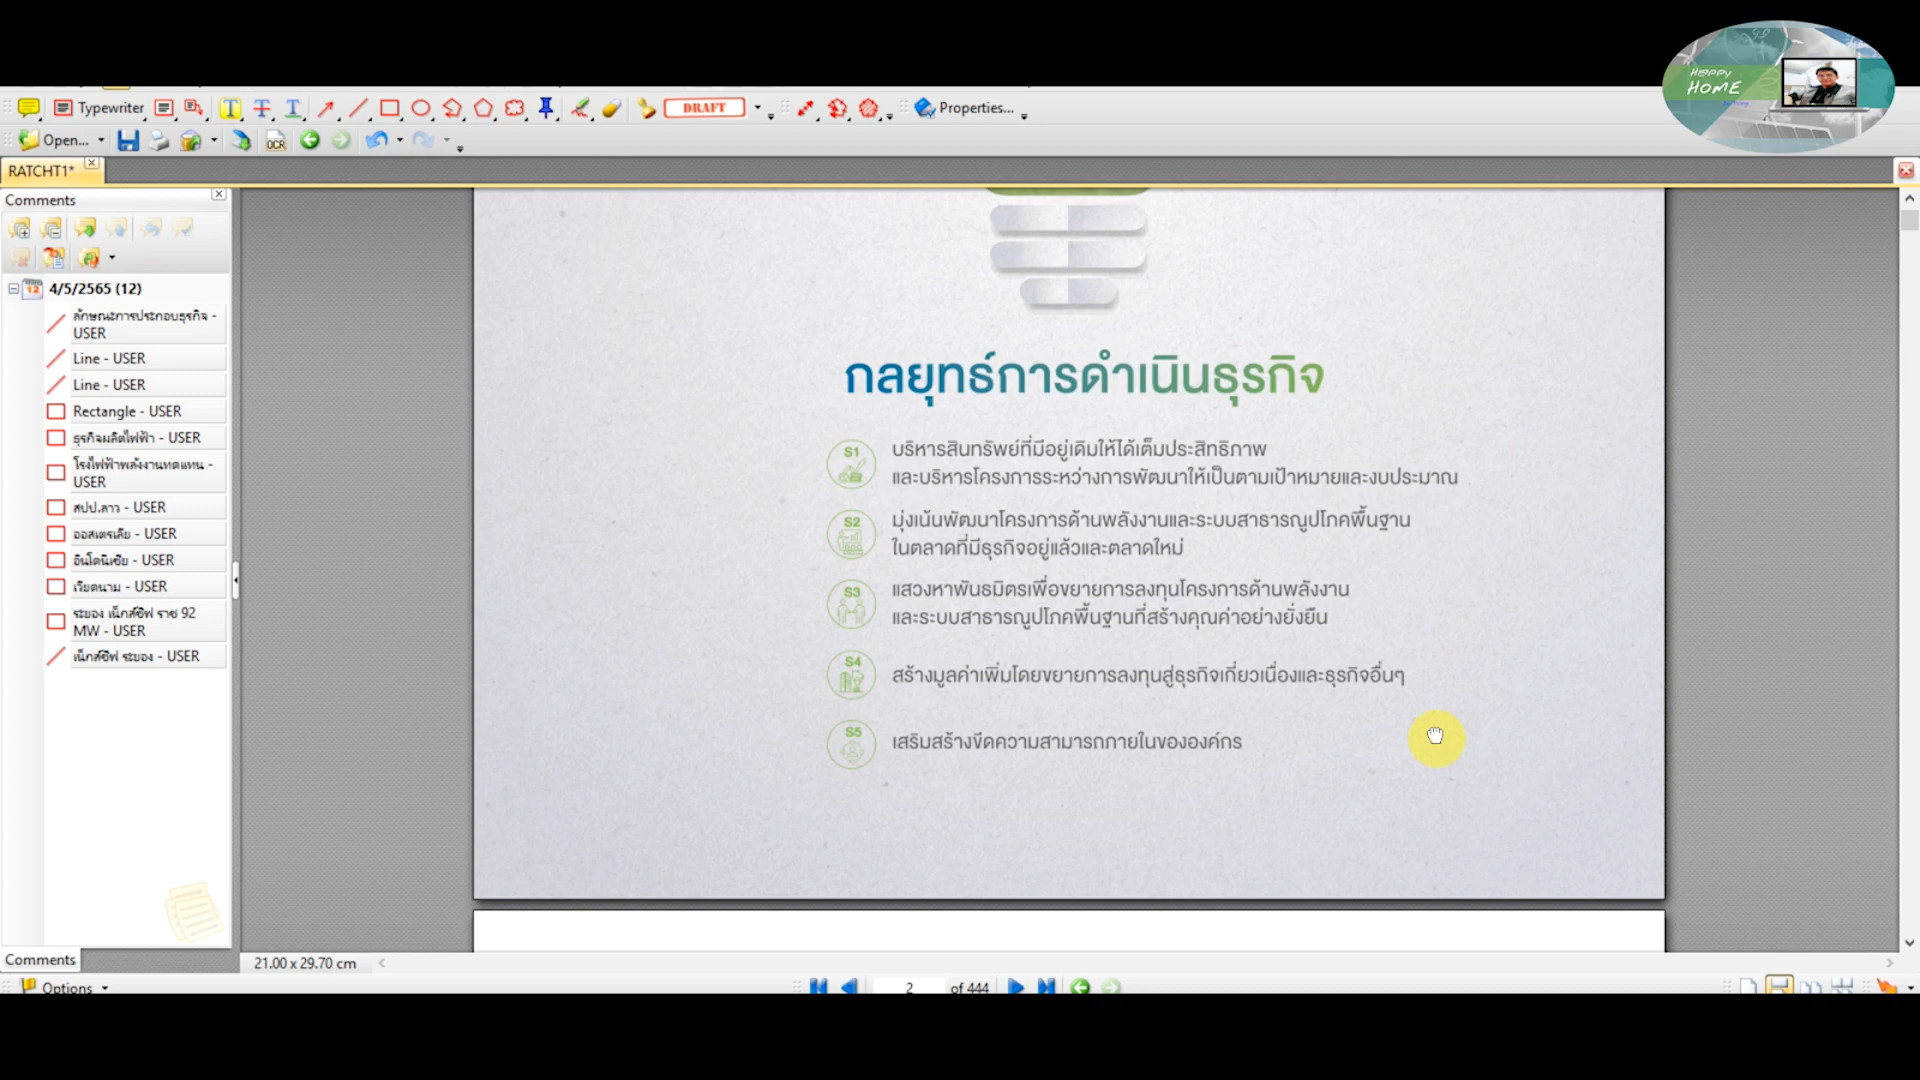 Happy
HOME
Typewriter
DRAFT
Properties...
Open...
OCR
RATCHT1*
Comments
12
4/5/2565 (12)
ลักษณะการประกอบธุรกิจ -
USER
Line - USER
Line - USER
Rectangle - USER
ธุรกิจผลิตไฟฟ้า - USER
โรงไฟฟ้าพลังงานทดแทน -
USER
สปป.ลาว - USER
ออสเตรเลีย - USER
อินโดนีเซีย - USER
เวียดนาม - USER
ระยอง เน็กส์ซิฟ ราช 92
MW - USER
เน็กส์ซิฟ ระยอง - USER
กลยุทธ์การดำเนินธุรกิจ
S1
บริหารสินทรัพย์ที่มีอยู่เดิมให้ได้เต็มประสิทธิภาพ
และบริหารโครงการระหว่างการพัฒนาให้เป็นตามเป้าหมายและงบประมาณ
S2
มุ่งเน้นพัฒนาโครงการด้านพลังงานและระบบสาธารณูปโภคพื้นฐาน
ในตลาดที่มีธุรกิจอยู่แล้วและตลาดใหม่
S3
แสวงหาพันธมิตรเพื่อขยายการลงทุนโครงการด้านพลังงาน
และระบบสาธารณูปโภคพื้นฐานที่สร้างคุณค่าอย่างยั่งยืน
S4
สร้างมูลค่าเพิ่มโดยขยายการลงทุนสู่ธุรกิจเกี่ยวเนื่องและธุรกิจอื่นๆ
S5
เสริมสร้างขีดความสามารถภายในขององค์กร
Comments
21.00 x 29.70 cm
Options
2 of 444